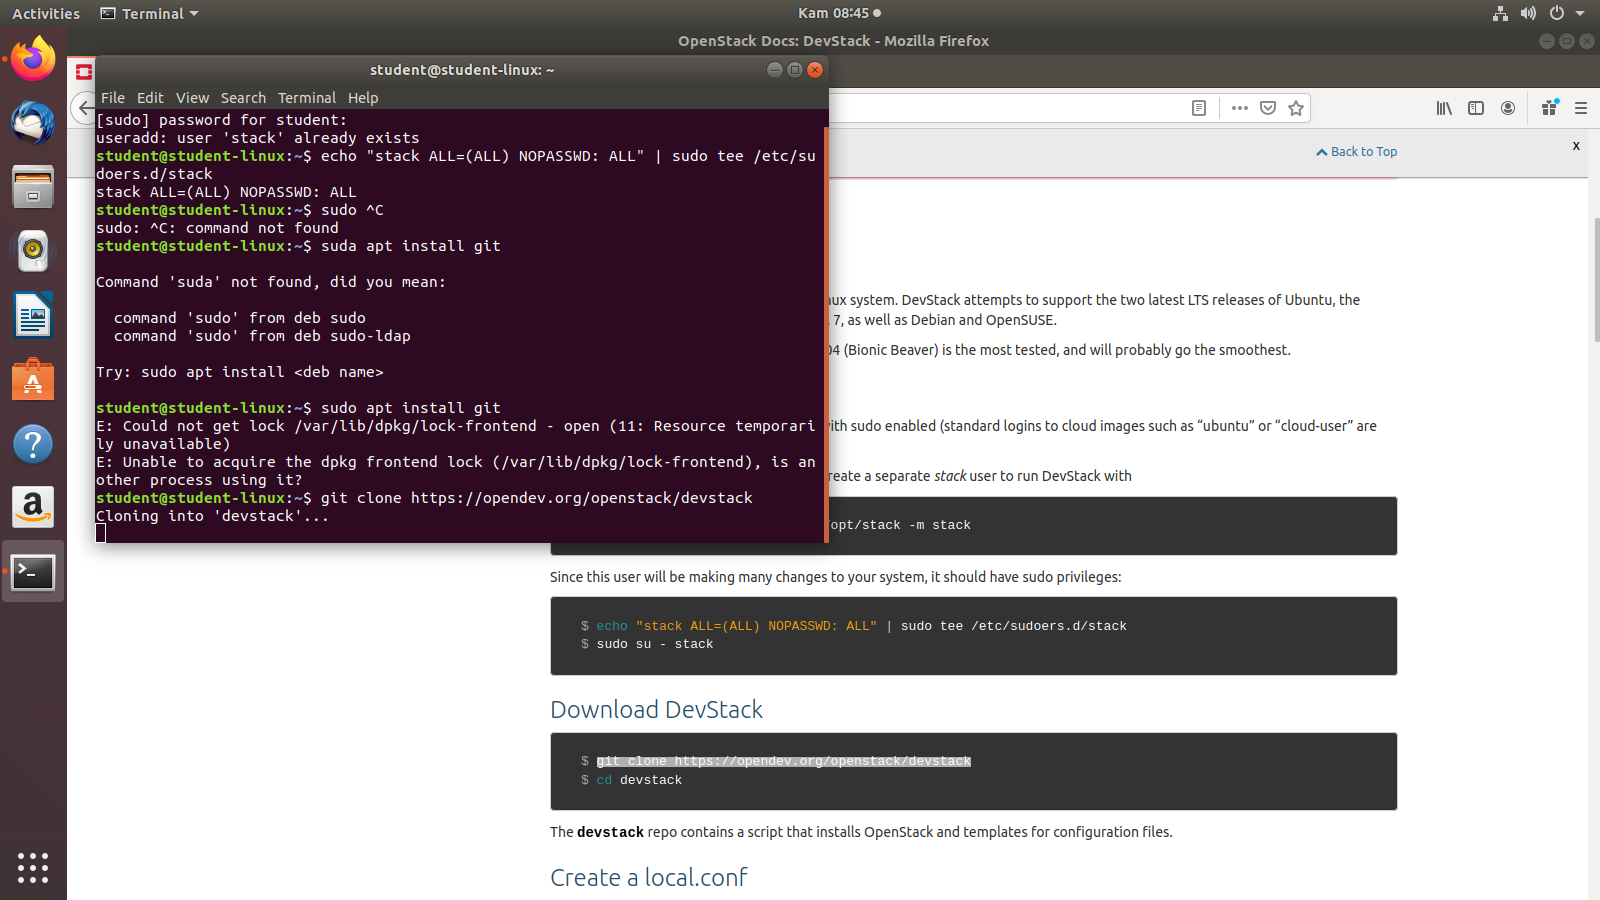 Activities
Terminal
Kam 08:45
OpenStack Docs: DevStack - Mozilla Firefox
student@student-linux: ~
File Edit View Search Terminal Help
[sudo] password for student:
useradd: user 'stack' already exists
student@student-linux:~$ echo "stack ALL=(ALL) NOPASSWD: ALL" | sudo tee /etc/su
doers.d/stack
stack ALL=(ALL) NOPASSWD: ALL
student@student-linux:~$ sudo ^C
sudo: ^C: command not found
student@student-linux:~$ suda apt install git
Command 'suda' not found, did you mean:
command 'sudo' from deb sudo
command 'sudo' from deb sudo-ldap
Try: sudo apt install <deb name>
student@student-linux:~$ sudo apt install git
E: Could not get lock /var/lib/dpkg/lock-frontend - open (11: Resource temporari
ly unavailable)
E: Unable to acquire the dpkg frontend lock (/var/lib/dpkg/lock-frontend), is an
other process using it?
student@student-linux:~$ git clone https://opendev.org/openstack/devstack
Cloning into 'devstack'...
Back to Top
x
nux system. DevStack attempts to support the two latest LTS releases of Ubuntu, the
7, as well as Debian and OpenSUSE.
04 (Bionic Beaver) is the most tested, and will probably go the smoothest.
ith sudo enabled (standard logins to cloud images such as “ubuntu” or “cloud-user” are
reate a separate stack user to run DevStack with
/opt/stack -m stack
Since this user will be making many changes to your system, it should have sudo privileges:
$ echo "stack ALL=(ALL) NOPASSWD: ALL" | sudo tee /etc/sudoers.d/stack
$ sudo su - stack
Download DevStack
$ git clone https://opendev.org/openstack/devstack
$ cd devstack
The devstack repo contains a script that installs OpenStack and templates for configuration files.
Create a local.conf